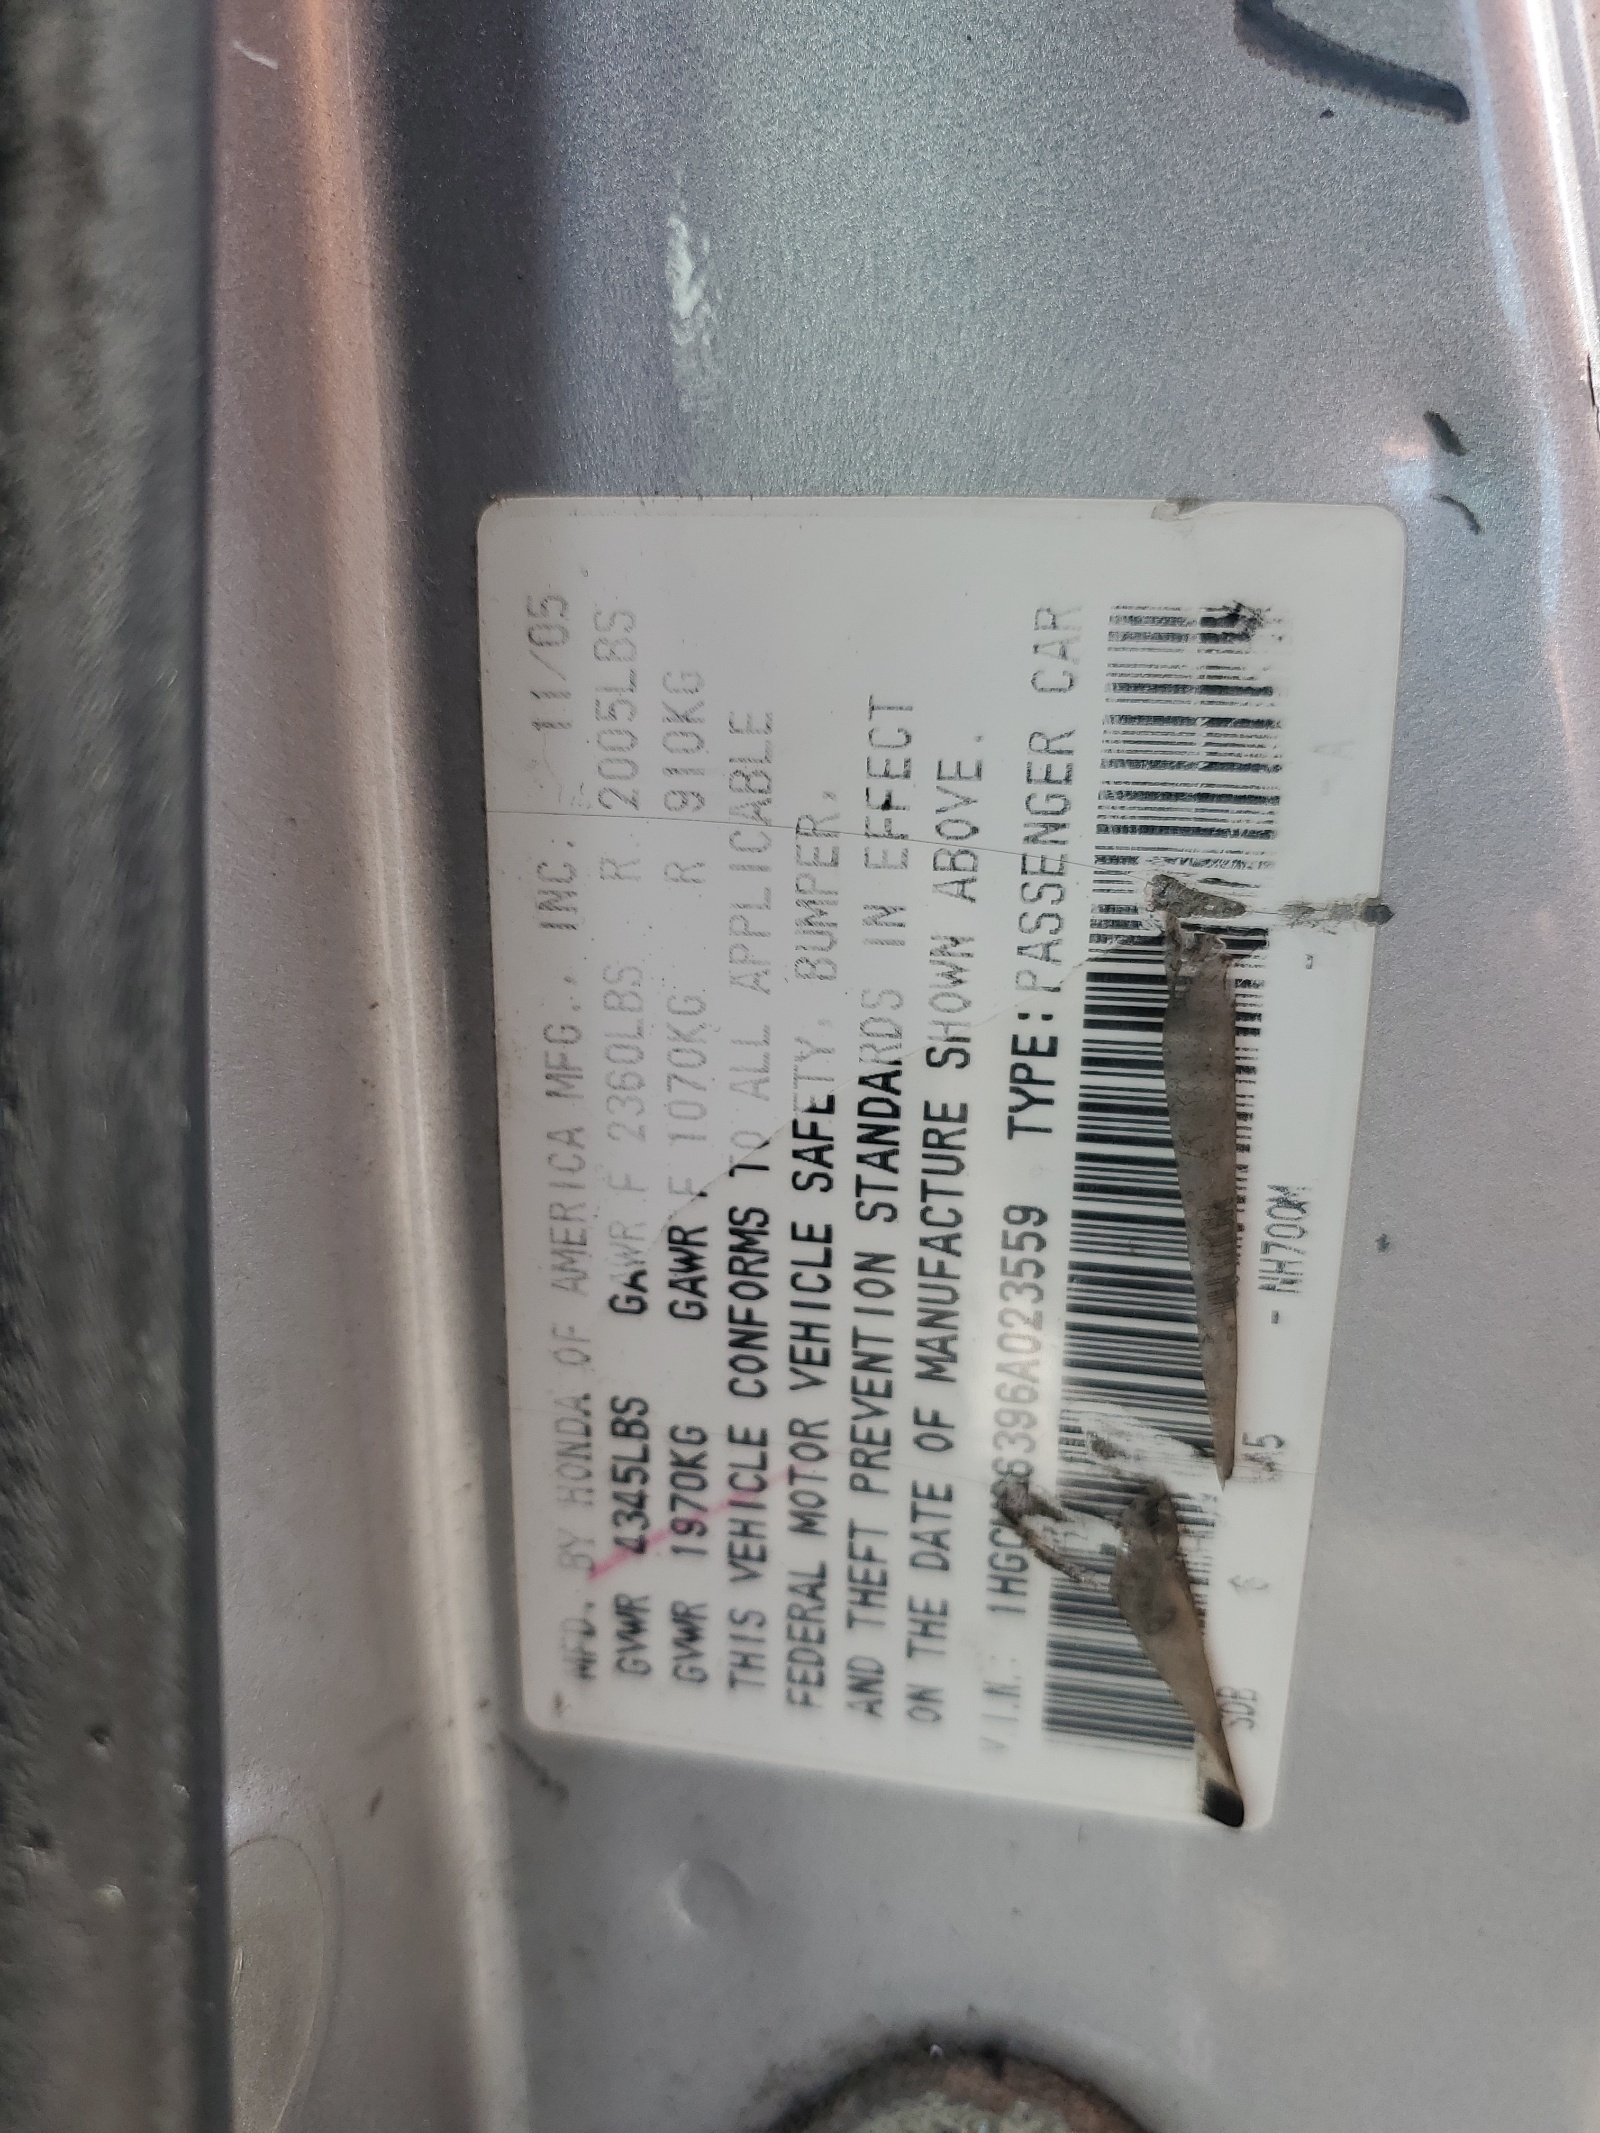 MFD. BY HONDA OF AMERICA MFG., INC. 11/05
GVWR 4345LBS GAWR F 2360LBS R 2005LBS
GVWR 1970KG GAWR F 1070KG R 910KG
THIS VEHICLE CONFORMS TO ALL APPLICABLE
FEDERAL MOTOR VEHICLE SAFETY, BUMPER,
AND THEFT PREVENTION STANDARDS IN EFFECT
ON THE DATE OF MANUFACTURE SHOWN ABOVE.
V.I.N.: TYPE: PASSENGER CAR
- NH700M - - A